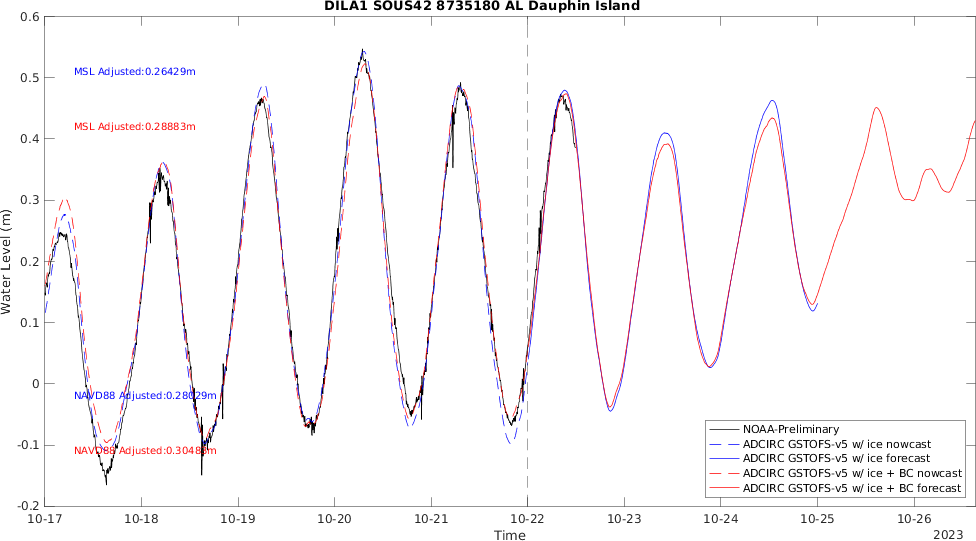 DILA1 SOUS42 8735180 AL Dauphin Island
0.6
0.5
0.4
0.3
0.2
0.1
0
-0.1
-0.2
Water Level (m)
MSL Adjusted:0.26429m
MSL Adjusted:0.28883m
NAVD88 Adjusted:0.28029m
NAVD88 Adjusted:0.30483m
NOAA-Preliminary
ADCIRC GSTOFS-v5 w/ ice nowcast
ADCIRC GSTOFS-v5 w/ ice forecast
ADCIRC GSTOFS-v5 w/ ice + BC nowcast
ADCIRC GSTOFS-v5 w/ ice + BC forecast
10-17 10-18 10-19 10-20 10-21 10-22 10-23 10-24 10-25 10-26
Time
2023